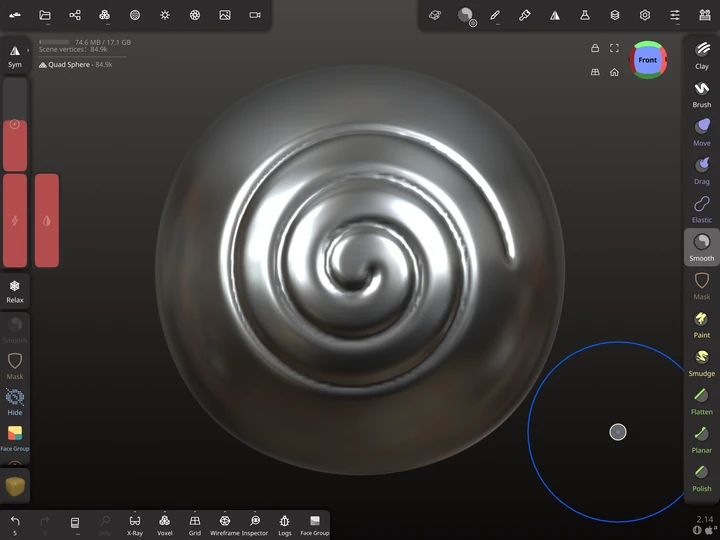 74.6 MB / 17.1 GB
Scene vertices: 84.9k
Quad Sphere - 84.9k
Sym
Front
Clay
Brush
Move
Drag
Elastic
Smooth
Mask
Paint
Smudge
Flatten
Planar
Polish
Relax
Smooth
Mask
Hide
Face Group
5
X-Ray
Voxel
Grid
Wireframe
Inspector
Logs
Face Group
2.14